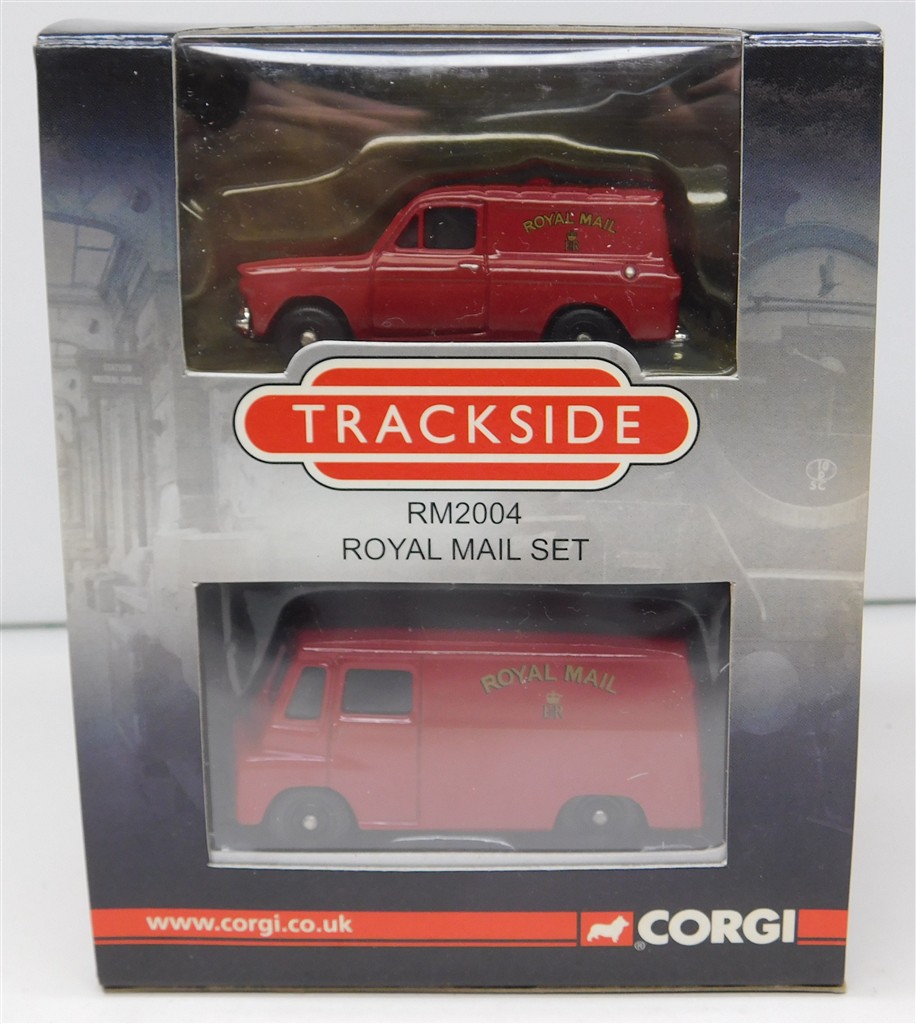 ROYAL MAIL
TRACKSIDE
RM2004
ROYAL MAIL SET
ROYAL MAIL
www.corgi.co.uk
CORGI